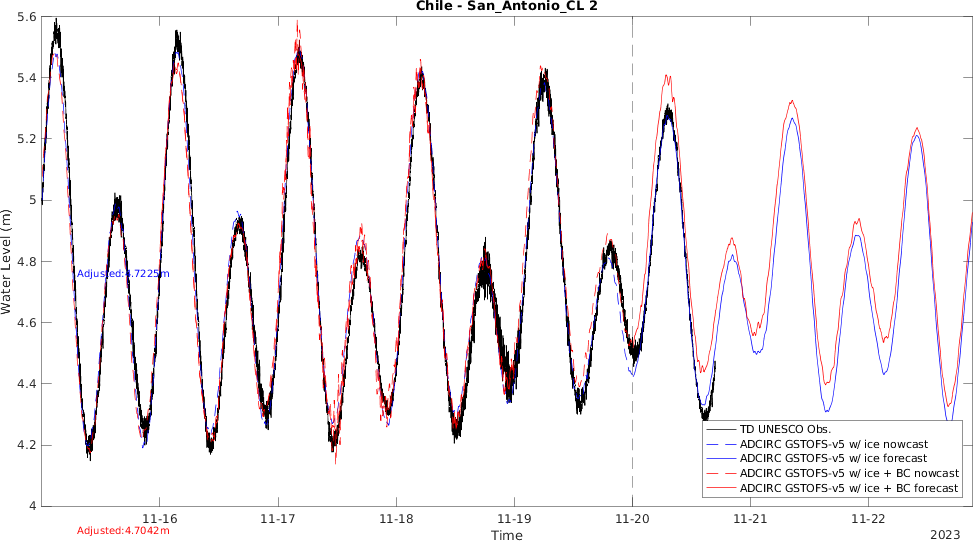 Chile - San_Antonio_CL 2
Water Level (m)
5.6
5.4
5.2
5
4.8
4.6
4.4
4.2
4
Adjusted:4.7225m
Adjusted:4.7042m
TD UNESCO Obs.
ADCIRC GSTOFS-v5 w/ ice nowcast
ADCIRC GSTOFS-v5 w/ ice forecast
ADCIRC GSTOFS-v5 w/ ice + BC nowcast
ADCIRC GSTOFS-v5 w/ ice + BC forecast
11-16 11-17 11-18 11-19 11-20 11-21 11-22
Time
2023